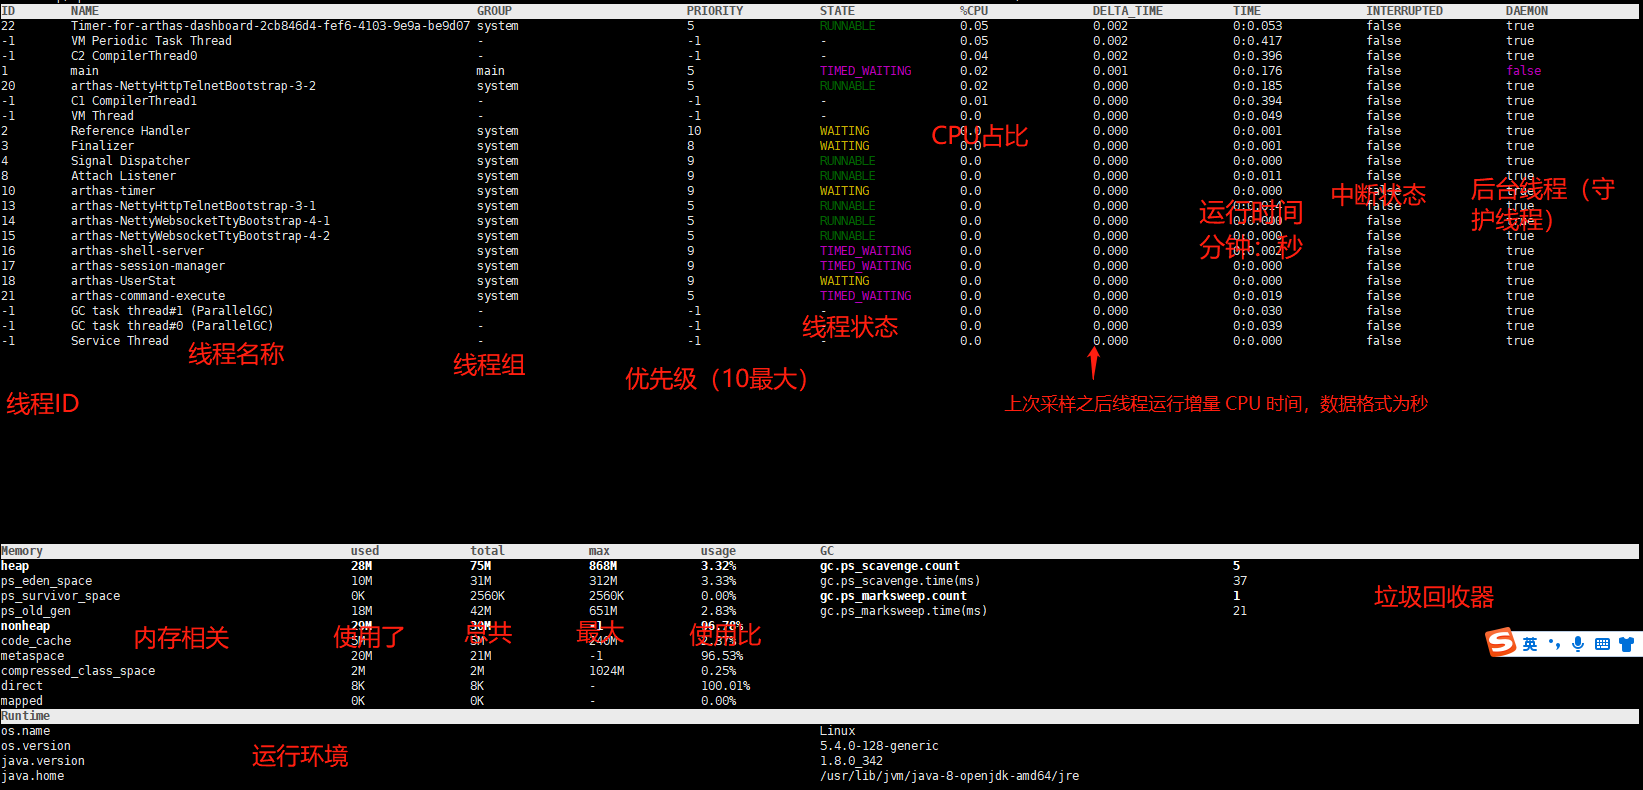 ID NAME GROUP PRIORITY STATE %CPU DELTA_TIME TIME INTERRUPTED DAEMON
22 Timer-for-arthas-dashboard-2cb846d4-fef6-4103-9e9a-be9d07 system 5 RUNNABLE 0.05 0.002 0:0.053 false true
-1 VM Periodic Task Thread - -1 - 0.05 0.002 0:0.417 false true
-1 C2 CompilerThread0 - -1 - 0.04 0.002 0:0.396 false true
1 main main 5 TIMED_WAITING 0.02 0.001 0:0.176 false false
20 arthas-NettyHttpTelnetBootstrap-3-2 system 5 RUNNABLE 0.02 0.000 0:0.185 false true
-1 C1 CompilerThread1 - -1 - 0.01 0.000 0:0.394 false true
-1 VM Thread - -1 - 0.0 0.000 0:0.049 false true
2 Reference Handler system 10 WAITING 0.0 0.000 0:0.001 false true
CPU占比
3 Finalizer system 8 WAITING 0.0 0.000 0:0.001 false true
4 Signal Dispatcher system 9 RUNNABLE 0.0 0.000 0:0.000 false true
8 Attach Listener system 9 RUNNABLE 0.0 0.000 0:0.011 false true
10 arthas-timer system 9 WAITING 0.0 0.000 0:0.000 false true
中断状态
后台线程（守
护线程）
13 arthas-NettyHttpTelnetBootstrap-3-1 system 5 RUNNABLE 0.0 0.000 0:0.014 false true
运行时间
分钟：秒
14 arthas-NettyWebsocketTtyBootstrap-4-1 system 5 RUNNABLE 0.0 0.000 0:0.000 false true
15 arthas-NettyWebsocketTtyBootstrap-4-2 system 5 RUNNABLE 0.0 0.000 0:0.000 false true
16 arthas-shell-server system 9 TIMED_WAITING 0.0 0.000 0:0.002 false true
17 arthas-session-manager system 9 TIMED_WAITING 0.0 0.000 0:0.000 false true
18 arthas-UserStat system 9 WAITING 0.0 0.000 0:0.000 false true
21 arthas-command-execute system 5 TIMED_WAITING 0.0 0.000 0:0.019 false true
-1 GC task thread#1 (ParallelGC) - -1 - 0.0 0.000 0:0.030 false true
-1 GC task thread#0 (ParallelGC) - -1 - 0.0 0.000 0:0.039 false true
线程状态
-1 Service Thread - -1 - 0.0 0.000 0:0.000 false true
线程名称
线程组
优先级（10最大）
线程ID
上次采样之后线程运行增量 CPU 时间，数据格式为秒
Memory used total max usage GC
heap 28M 75M 868M 3.32% gc.ps_scavenge.count 5
ps_eden_space 10M 31M 312M 3.33% gc.ps_scavenge.time(ms) 37
ps_survivor_space 0K 2560K 2560K 0.00% gc.ps_marksweep.count 1
ps_old_gen 18M 42M 651M 2.83% gc.ps_marksweep.time(ms) 21
垃圾回收器
nonheap 29M 30M -1 96.78%
内存相关 使用了 总共 最大 使用比
code_cache 5M 5M 240M 2.37%
英
metaspace 20M 21M -1 96.53%
compressed_class_space 2M 2M 1024M 0.25%
direct 8K 8K - 100.01%
mapped 0K 0K - 0.00%
Runtime
os.name Linux
os.version 5.4.0-128-generic
运行环境
java.version 1.8.0_342
java.home /usr/lib/jvm/java-8-openjdk-amd64/jre